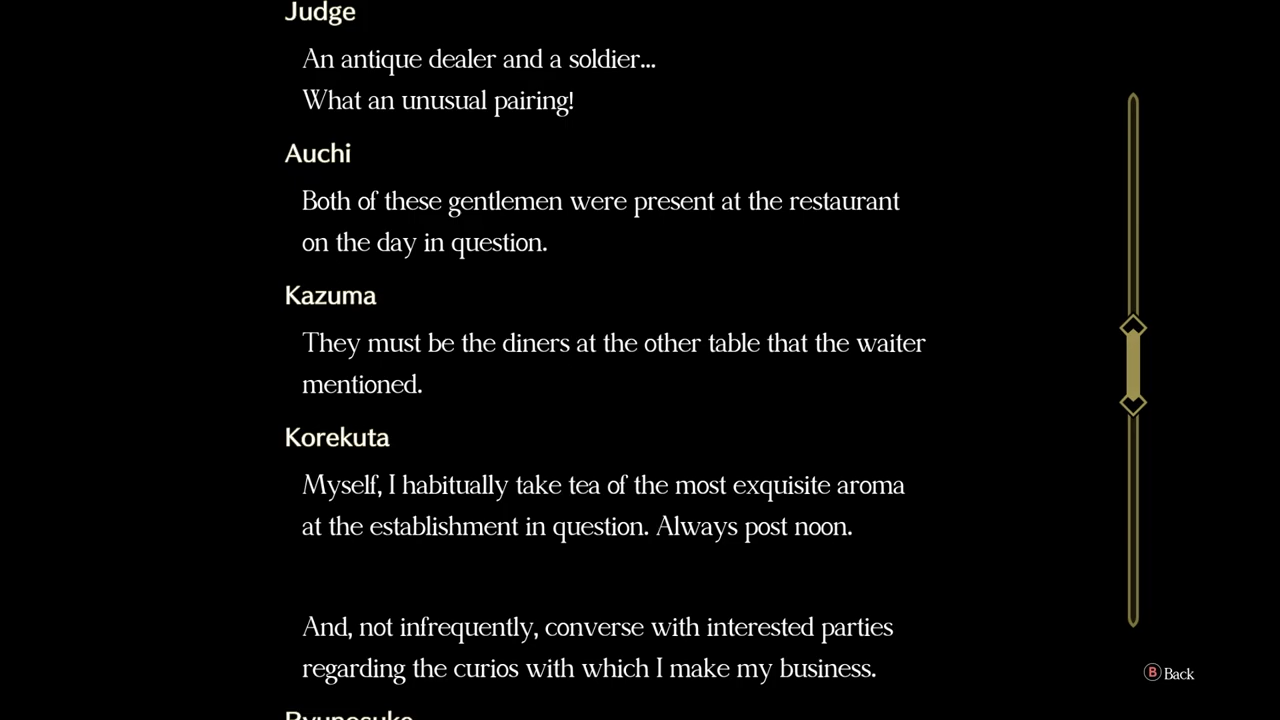 Judge
An antique dealer and a soldier...
What an unusual pairing!
Auchi
Both of these gentlemen were present at the restaurant
on the day in question.
Kazuma
They must be the diners at the other table that the waiter
mentioned.
Korekuta
Myself, I habitually take tea of the most exquisite aroma
at the establishment in question. Always post noon.
And, not infrequently, converse with interested parties
regarding the curios with which I make my business.
B Back
Ryunosuke